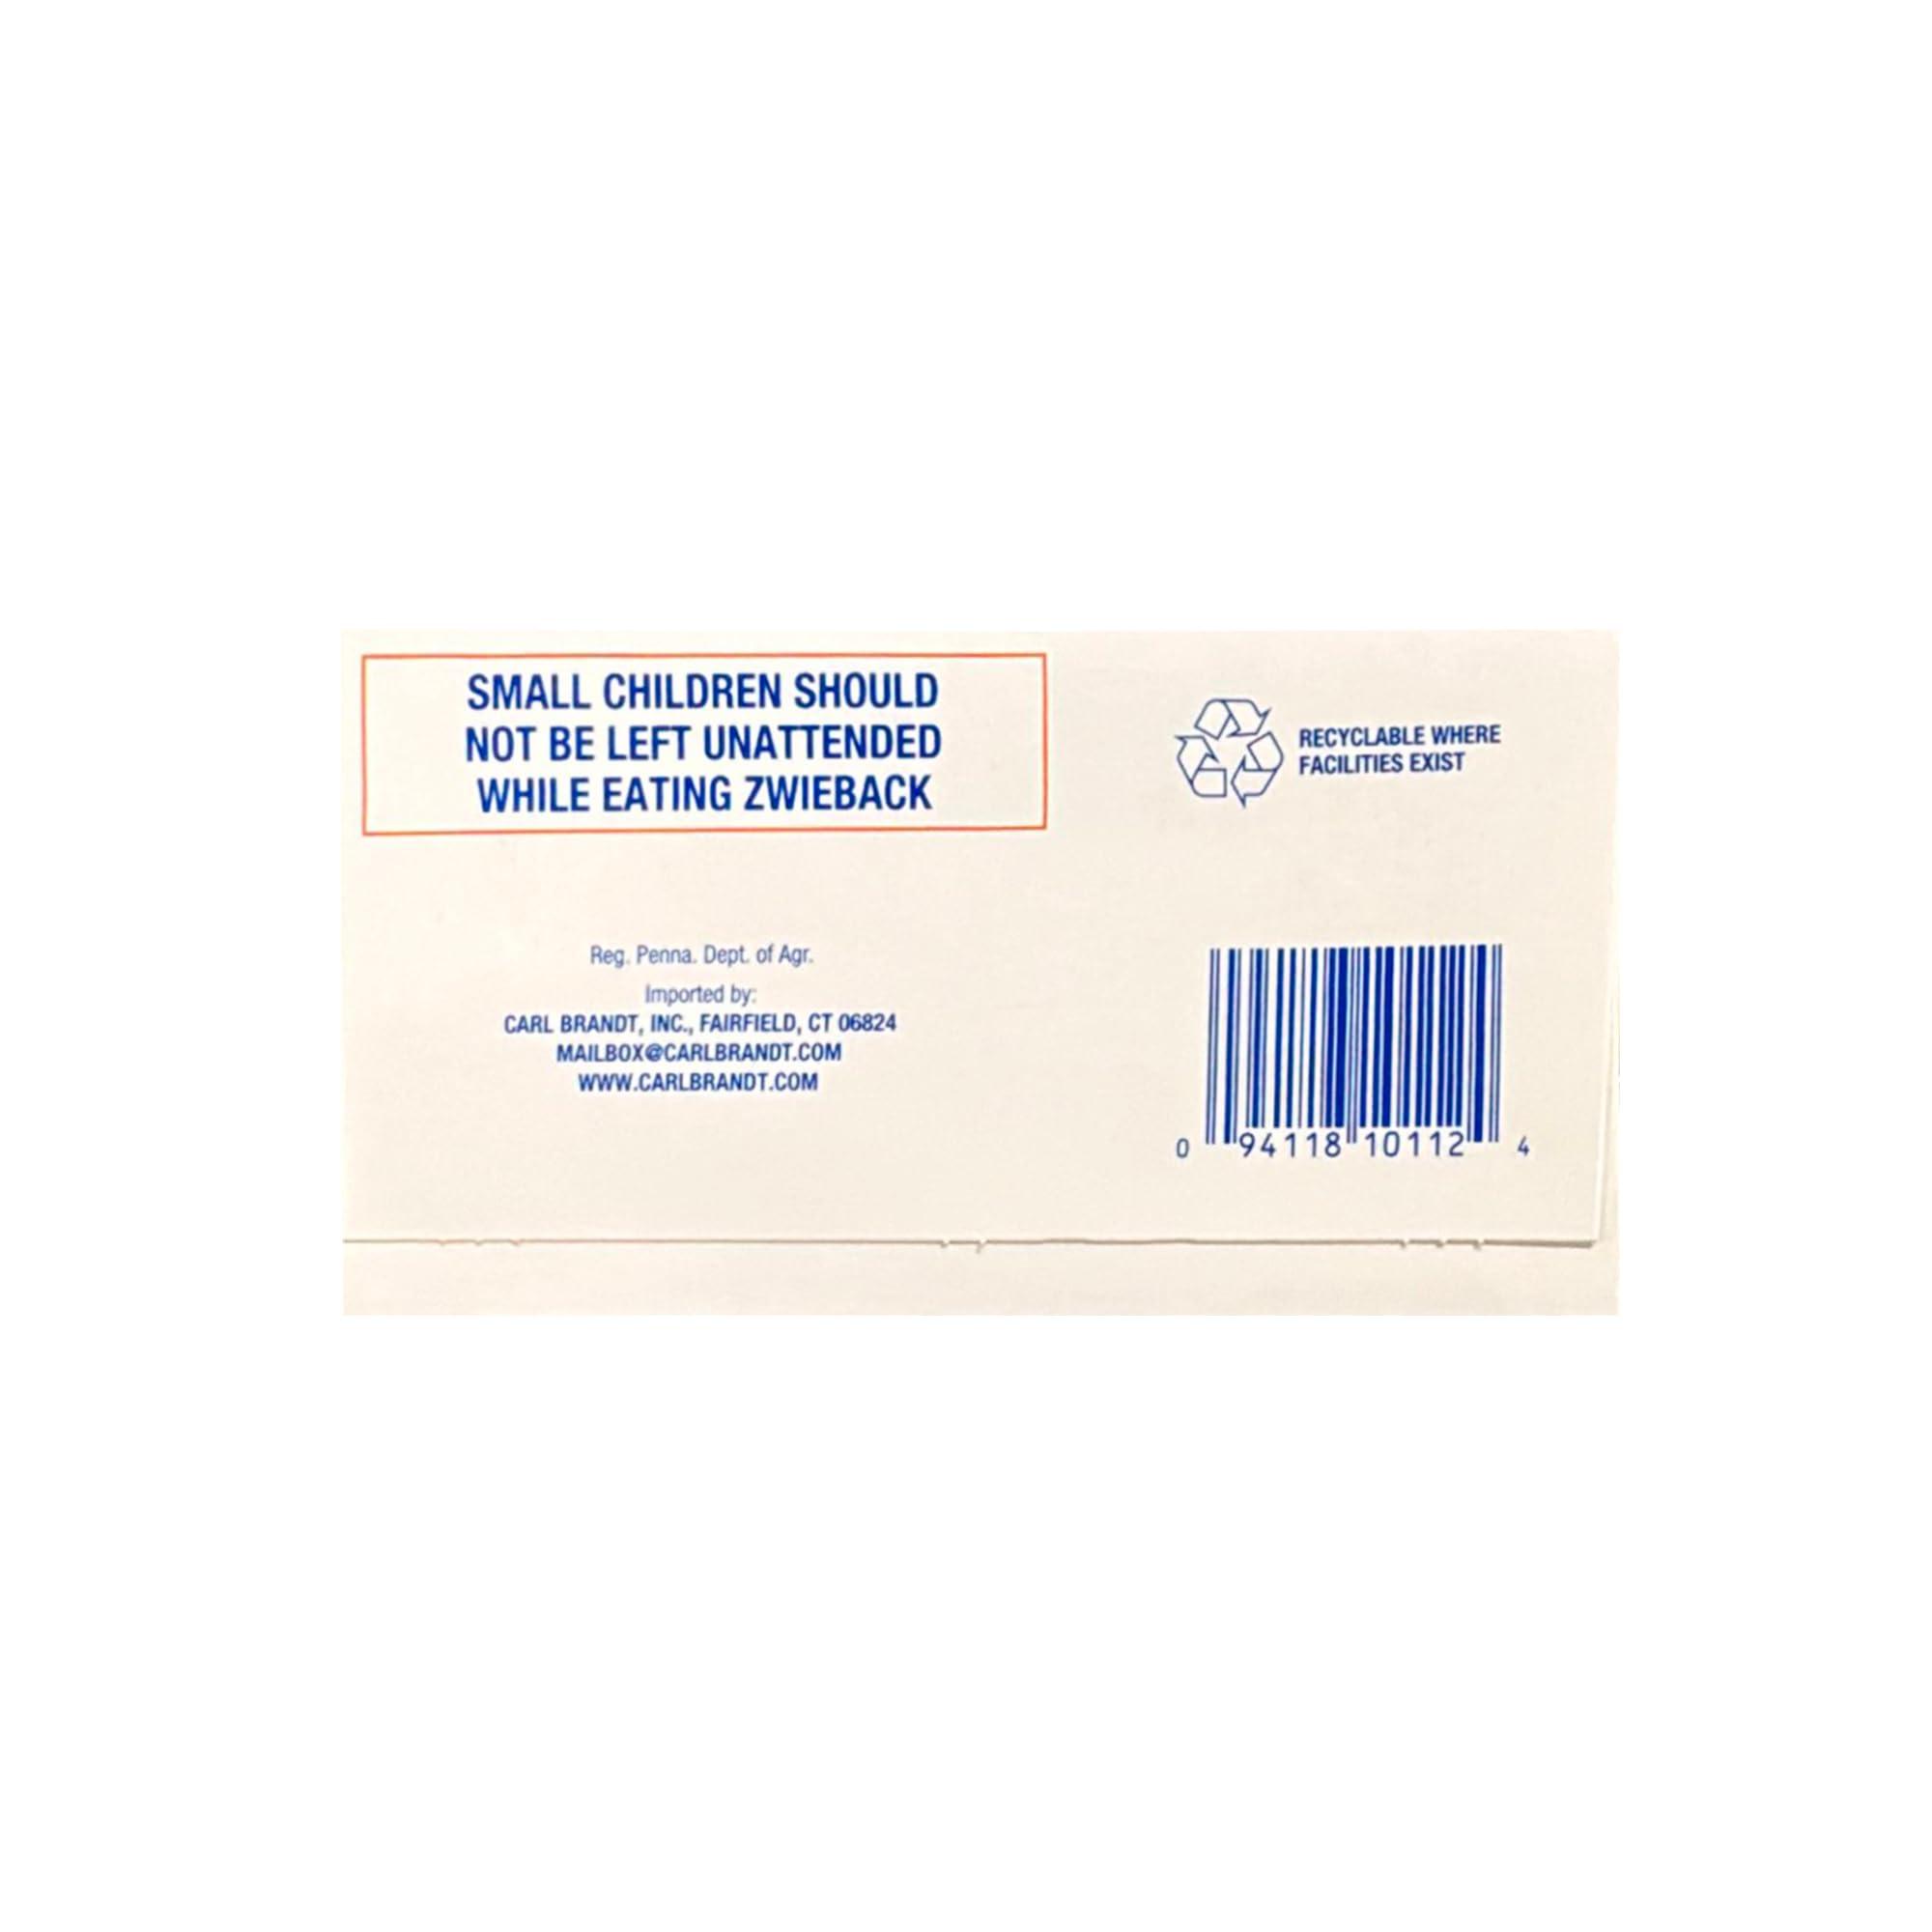 SMALL CHILDREN SHOULD
NOT BE LEFT UNATTENDED
WHILE EATING ZWIEBACK
RECYCLABLE WHERE
FACILITIES EXIST
Reg. Penna. Dept. of Agr.
Imported by:
CARL BRANDT, INC., FAIRFIELD, CT 06824
MAILBOX@CARLBRANDT.COM
WWW.CARLBRANDT.COM
0 94118 10112 4